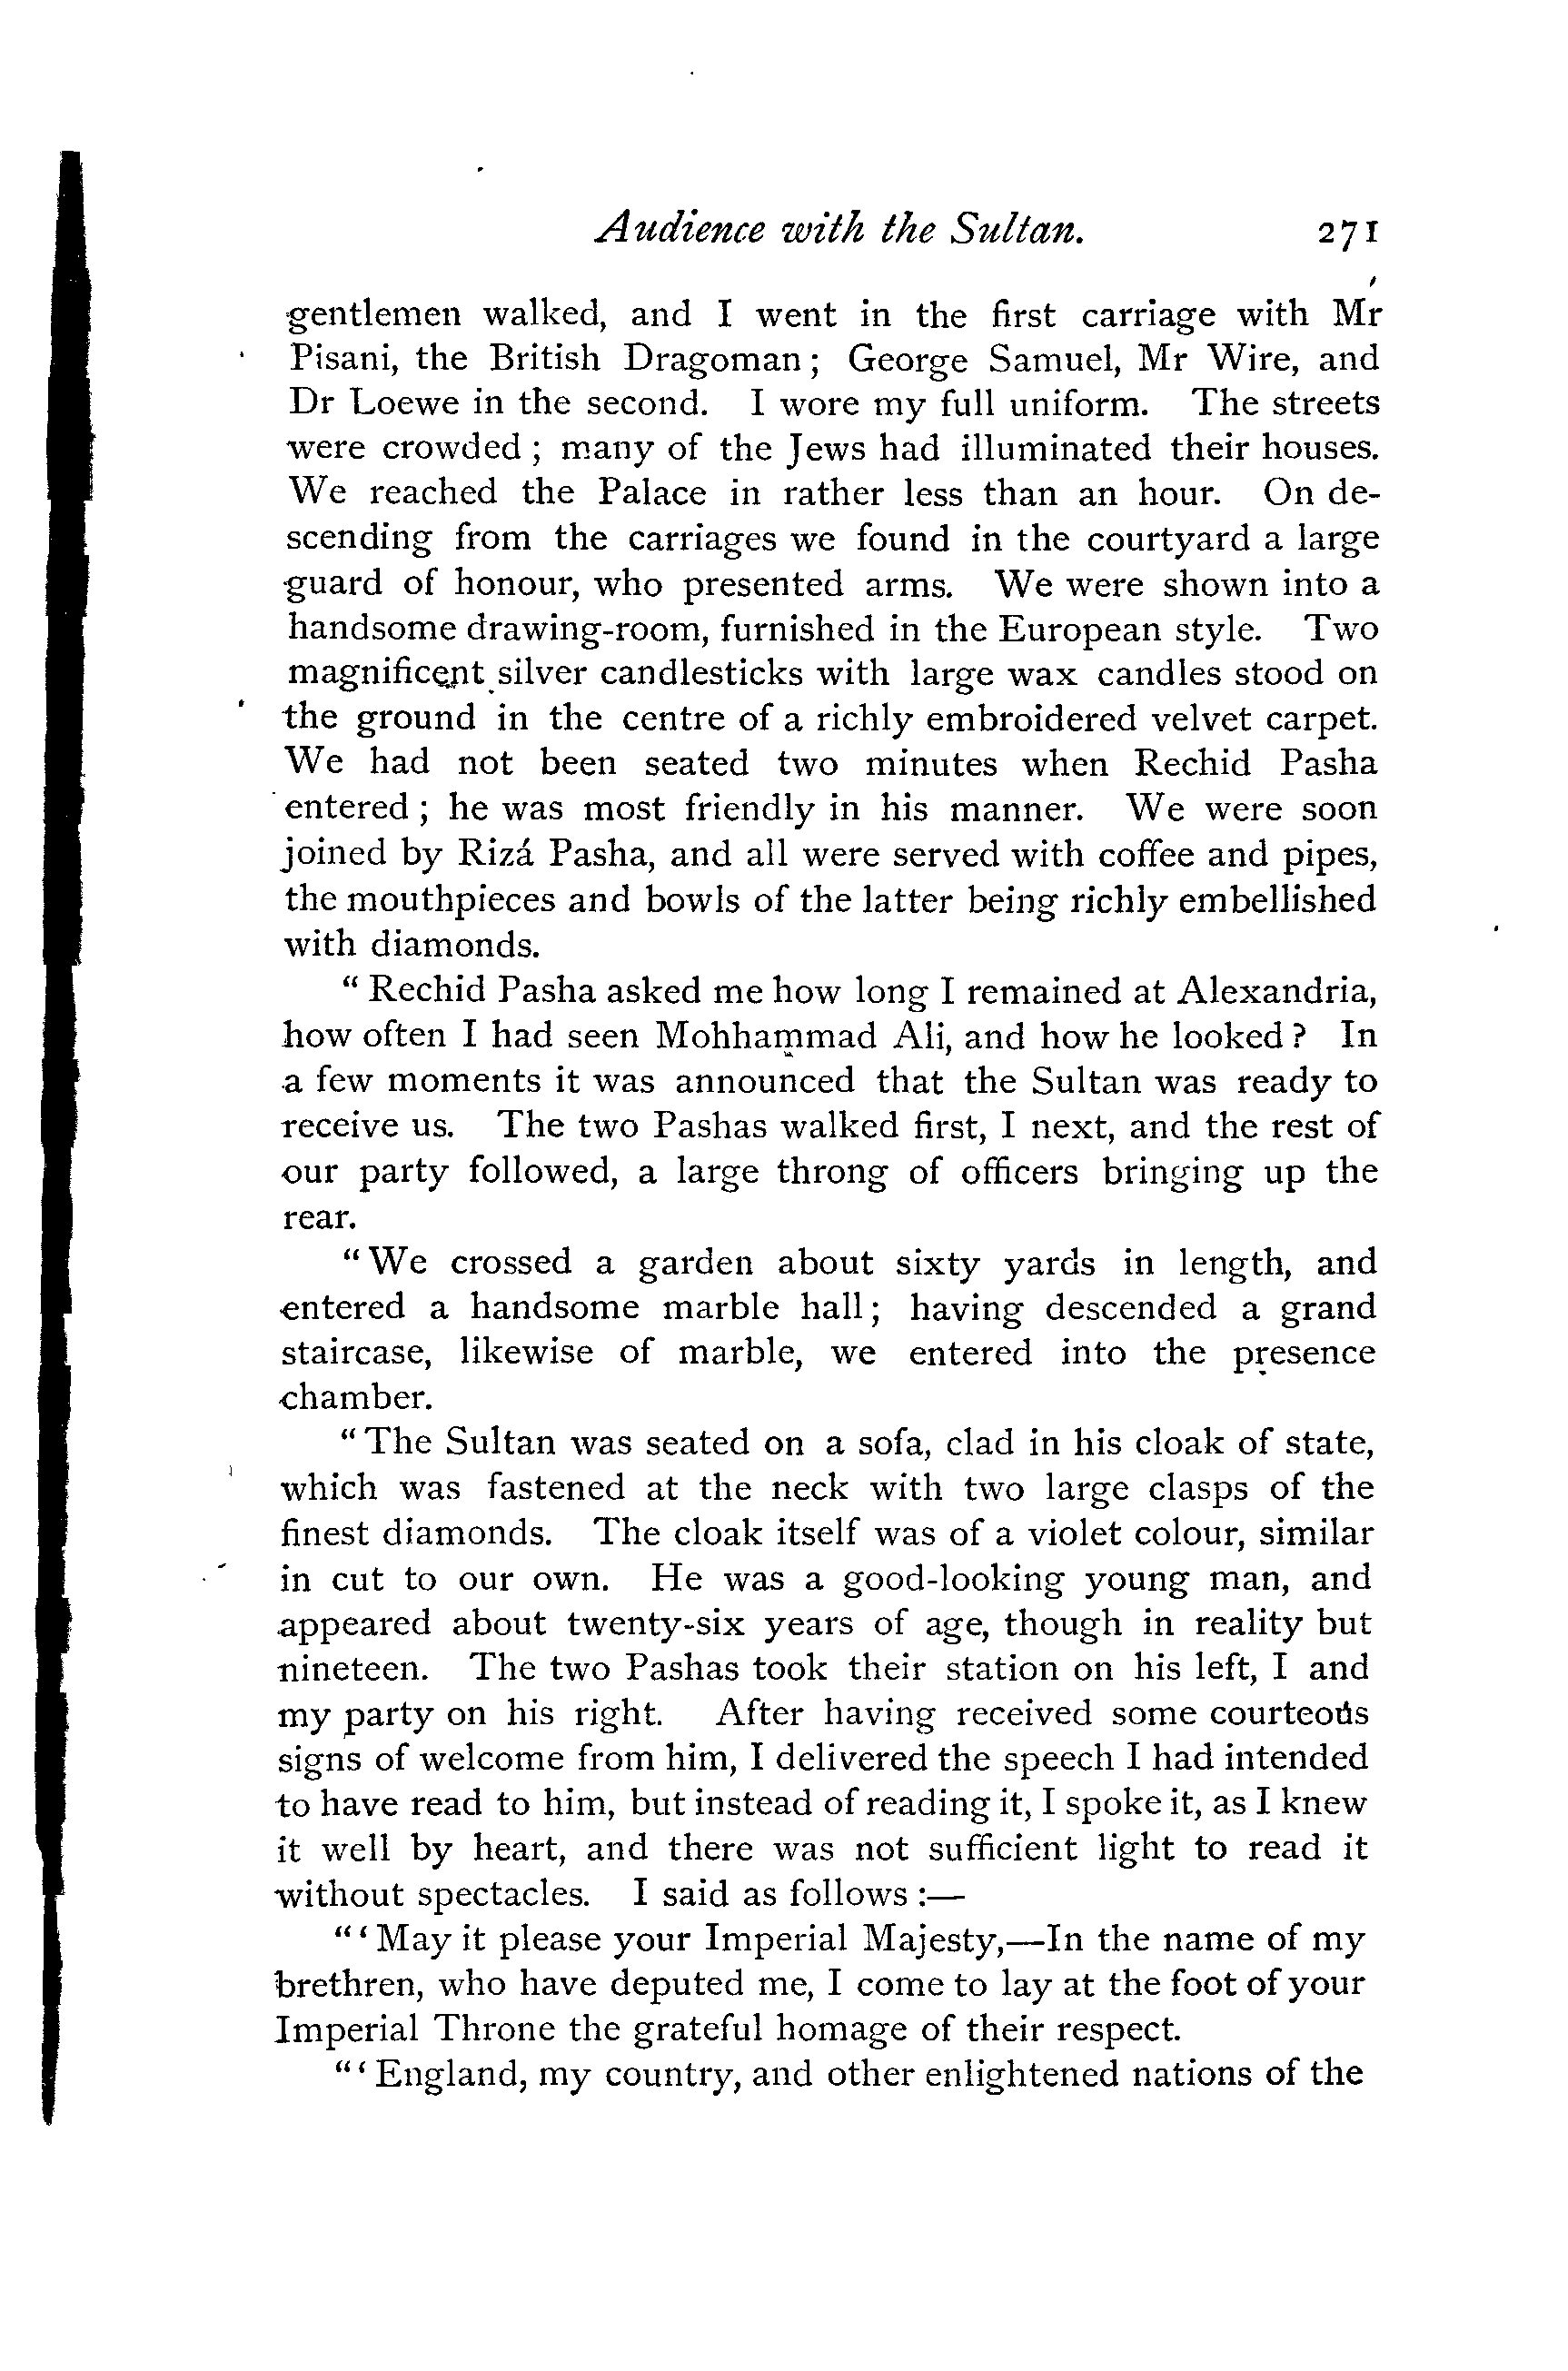 Audience with the Sultan. 271
gentlemen walked, and I went in the first carriage with Mr
Pisani, the British Dragoman; George Samuel, Mr Wire, and
Dr Loewe in the second. I wore my full uniform. The streets
were crowded; many of the Jews had illuminated their houses.
We reached the Palace in rather less than an hour. On de-
scending from the carriages we found in the courtyard a large
guard of honour, who presented arms. We were shown into a
handsome drawing-room, furnished in the European style. Two
magnificent silver candlesticks with large wax candles stood on
the ground in the centre of a richly embroidered velvet carpet.
We had not been seated two minutes when Rechid Pasha
entered; he was most friendly in his manner. We were soon
joined by Rizá Pasha, and all were served with coffee and pipes,
the mouthpieces and bowls of the latter being richly embellished
with diamonds.
" Rechid Pasha asked me how long I remained at Alexandria,
how often I had seen Mohhammad Ali, and how he looked? In
a few moments it was announced that the Sultan was ready to
receive us. The two Pashas walked first, I next, and the rest of
our party followed, a large throng of officers bringing up the
rear.
"We crossed a garden about sixty yards in length, and
entered a handsome marble hall; having descended a grand
staircase, likewise of marble, we entered into the presence
chamber.
"The Sultan was seated on a sofa, clad in his cloak of state,
which was fastened at the neck with two large clasps of the
finest diamonds. The cloak itself was of a violet colour, similar
in cut to our own. He was a good-looking young man, and
appeared about twenty-six years of age, though in reality but
nineteen. The two Pashas took their station on his left, I and
my party on his right. After having received some courteous
signs of welcome from him, I delivered the speech I had intended
to have read to him, but instead of reading it, I spoke it, as I knew
it well by heart, and there was not sufficient light to read it
without spectacles. I said as follows:—
"'May it please your Imperial Majesty,—In the name of my
brethren, who have deputed me, I come to lay at the foot of your
Imperial Throne the grateful homage of their respect.
"'England, my country, and other enlightened nations of the